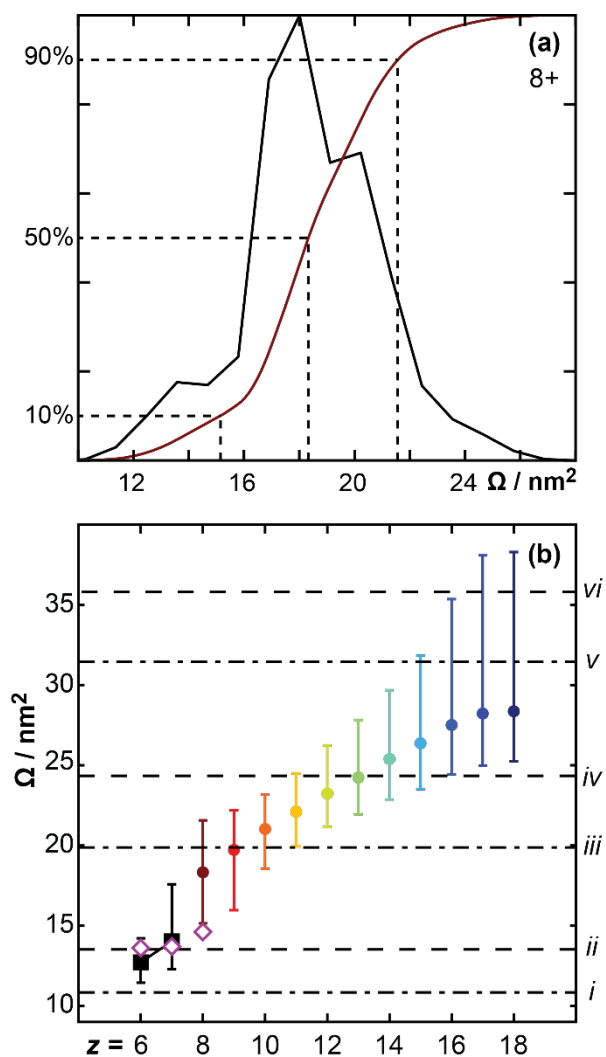 (a)
8+
90%
50%
10%
12 16 20 24 Ω / nm²
(b)
Ω / nm²
35
30
25
20
15
10
vi
v
iv
iii
ii
i
z = 6 8 10 12 14 16 18